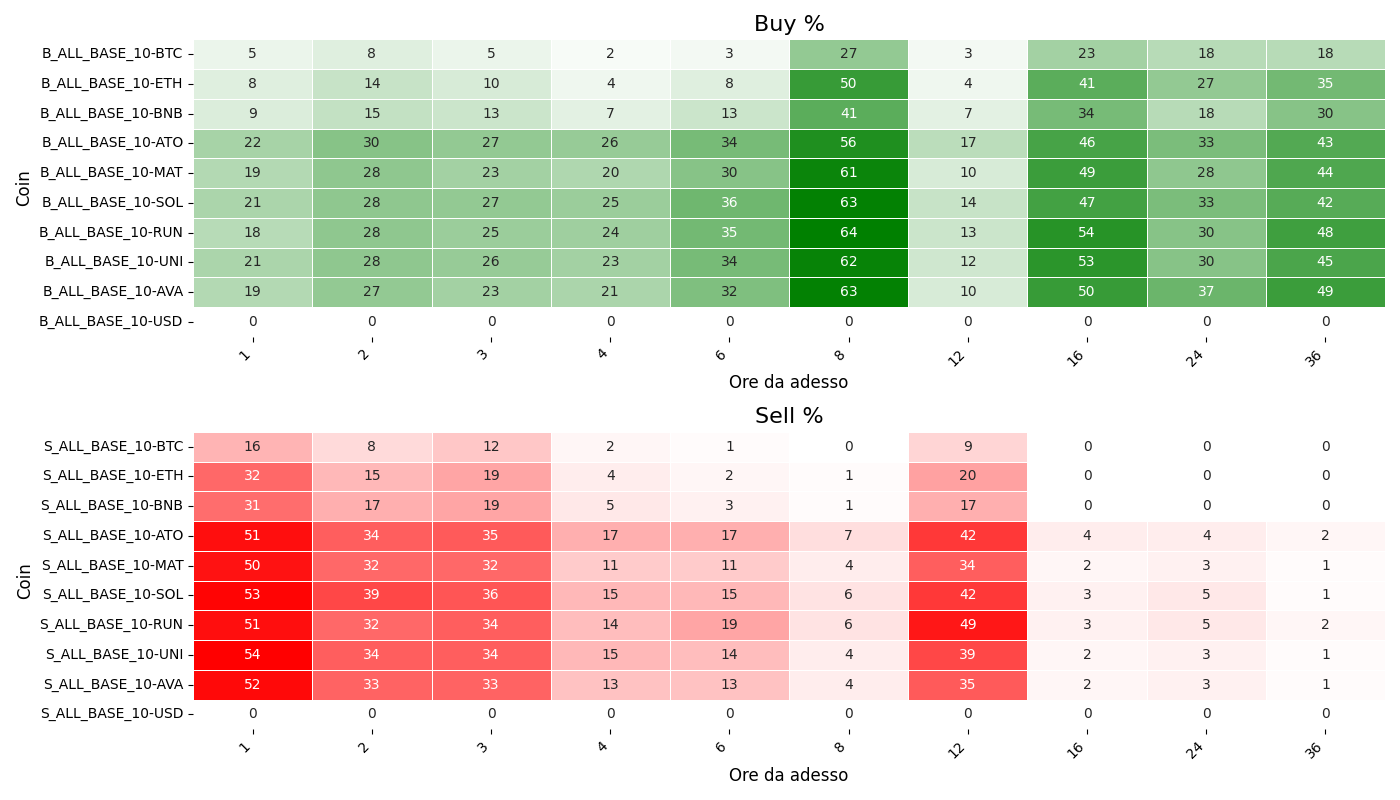 Buy %
Coin
B_ALL_BASE_10-BTC 5 8 5 2 3 27 3 23 18 18
B_ALL_BASE_10-ETH 8 14 10 4 8 50 4 41 27 35
B_ALL_BASE_10-BNB 9 15 13 7 13 41 7 34 18 30
B_ALL_BASE_10-ATO 22 30 27 26 34 56 17 46 33 43
B_ALL_BASE_10-MAT 19 28 23 20 30 61 10 49 28 44
B_ALL_BASE_10-SOL 21 28 27 25 36 63 14 47 33 42
B_ALL_BASE_10-RUN 18 28 25 24 35 64 13 54 30 48
B_ALL_BASE_10-UNI 21 28 26 23 34 62 12 53 30 45
B_ALL_BASE_10-AVA 19 27 23 21 32 63 10 50 37 49
B_ALL_BASE_10-USD 0 0 0 0 0 0 0 0 0 0
1 2 3 4 6 8 12 16 24 36
Ore da adesso
Sell %
Coin
S_ALL_BASE_10-BTC 16 8 12 2 1 0 9 0 0 0
S_ALL_BASE_10-ETH 32 15 19 4 2 1 20 0 0 0
S_ALL_BASE_10-BNB 31 17 19 5 3 1 17 0 0 0
S_ALL_BASE_10-ATO 51 34 35 17 17 7 42 4 4 2
S_ALL_BASE_10-MAT 50 32 32 11 11 4 34 2 3 1
S_ALL_BASE_10-SOL 53 39 36 15 15 6 42 3 5 1
S_ALL_BASE_10-RUN 51 32 34 14 19 6 49 3 5 2
S_ALL_BASE_10-UNI 54 34 34 15 14 4 39 2 3 1
S_ALL_BASE_10-AVA 52 33 33 13 13 4 35 2 3 1
S_ALL_BASE_10-USD 0 0 0 0 0 0 0 0 0 0
1 2 3 4 6 8 12 16 24 36
Ore da adesso